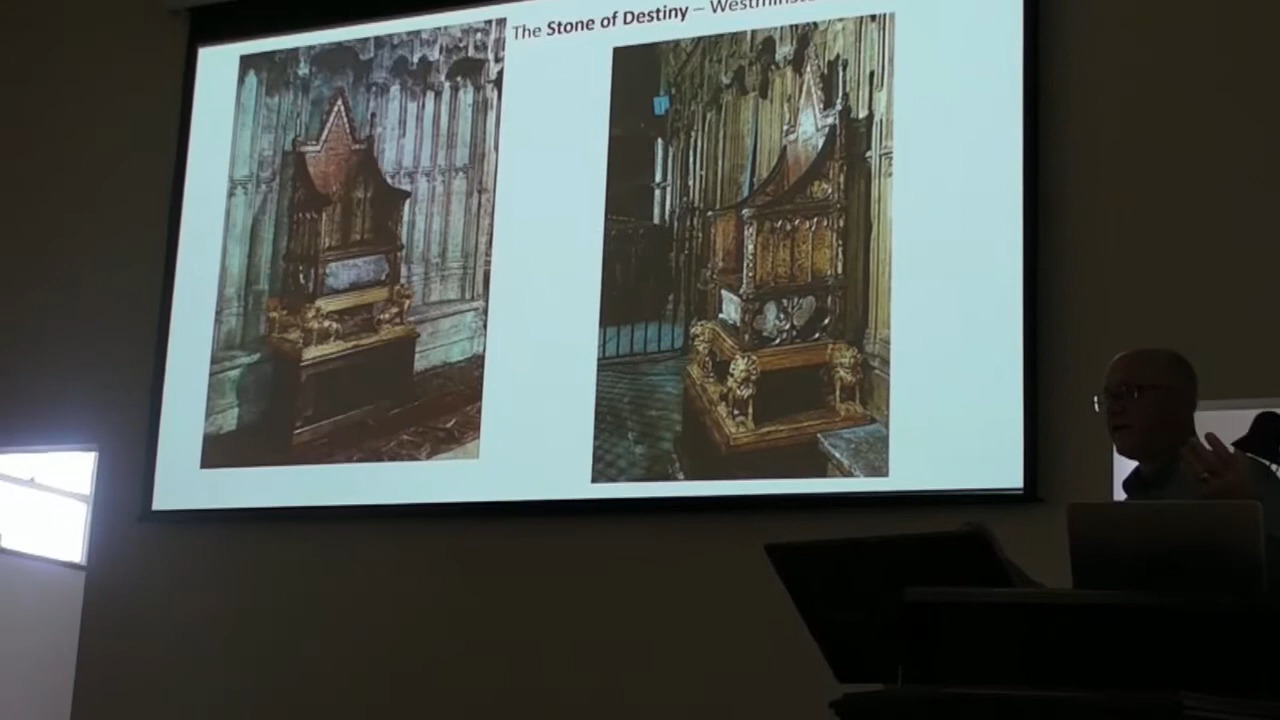 The Stone of Destiny –